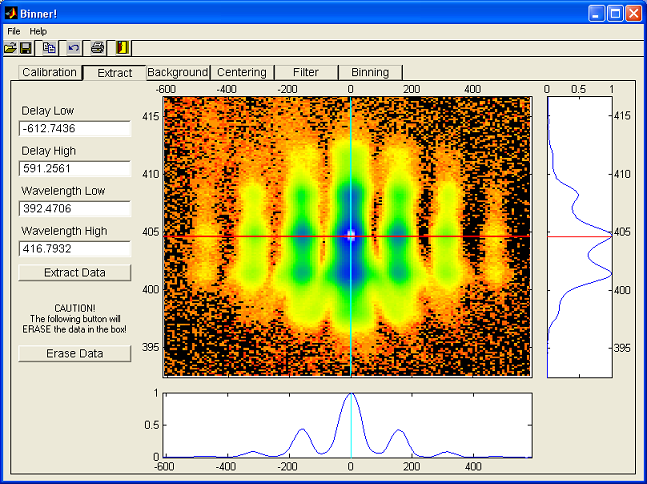 Binner!
File Help
Calibration Extract Background Centering Filter Binning
Delay Low
-612.7436
Delay High
591.2561
Wavelength Low
392.4706
Wavelength High
416.7932
Extract Data
CAUTION!
The following button will
ERASE the data in the box!
Erase Data
-600 -400 -200 0 200 400
415
410
405
400
395
0 0.5 1
415
410
405
400
395
1
0.5
0
-600 -400 -200 0 200 400